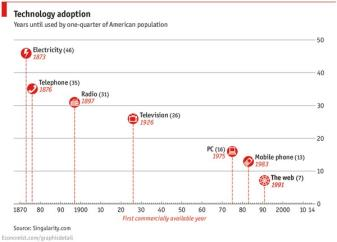 Technology adoption
Years until used by one-quarter of American population
50
Electricity (46)
1873
40
Telephone (35)
1876
Radio (31)
1897
30
Television (26)
1926
20
PC (16)
1975
Mobile phone (13)
1983
10
The web (7)
1991
0
1870 80 90 1900 10 20 30 40 50 60 70 80 90 2000 10 14
First commercially available year
Source: Singularity.com
Economist.com/graphicdetail